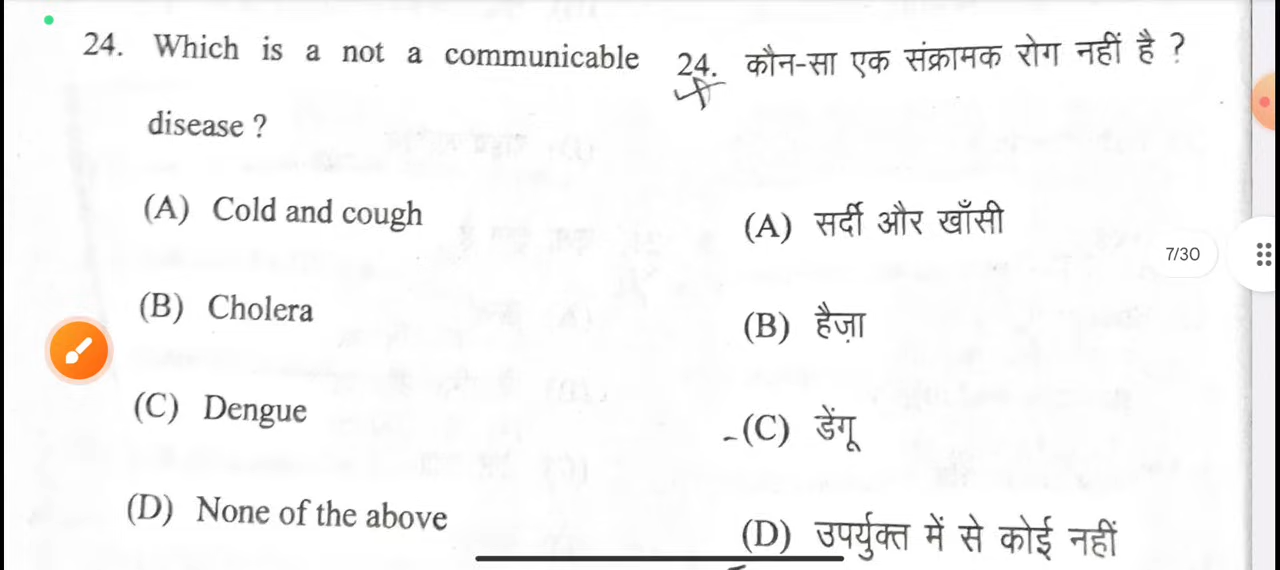 24. Which is a not a communicable
disease ?
(A) Cold and cough
(B) Cholera
(C) Dengue
(D) None of the above
24. कौन-सा एक संक्रामक रोग नहीं है ?
(A) सर्दी और खाँसी
(B) हैज़ा
(C) डेंगू
(D) उपर्युक्त में से कोई नहीं
7/30